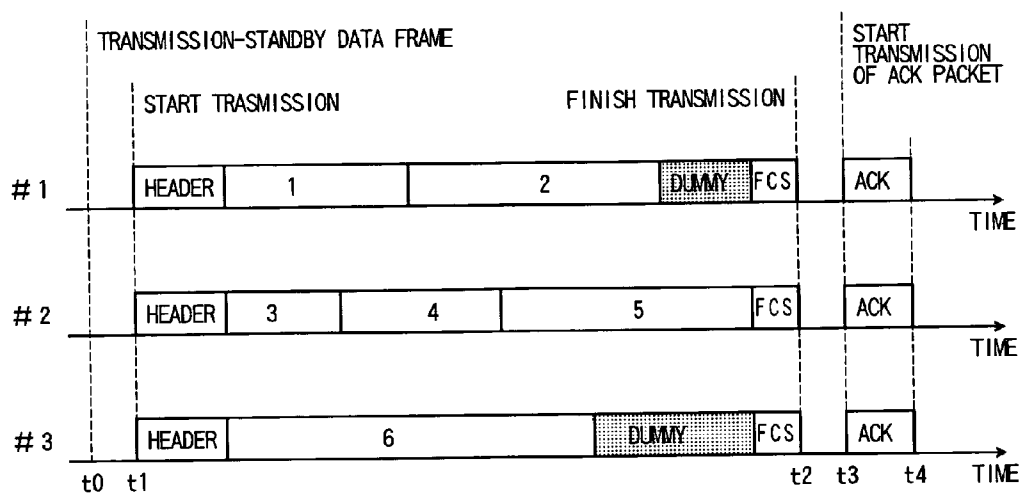 TRANSMISSION-STANDBY DATA FRAME
START
TRANSMISSION
OF ACK PACKET
START TRASMISSION
FINISH TRANSMISSION
#1 HEADER 1 2 DUMMY FCS ACK
TIME
#2 HEADER 3 4 5 FCS ACK
TIME
#3 HEADER 6 DUMMY FCS ACK
t0 t1 t2 t3 t4 TIME